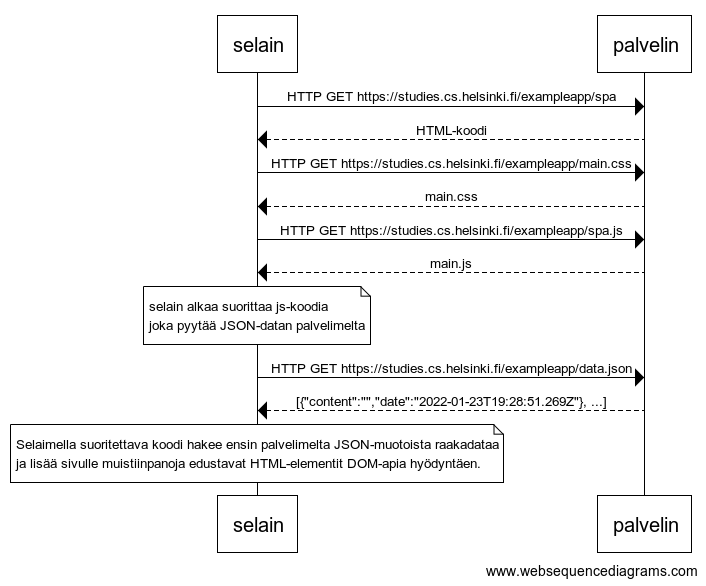 selain
palvelin
HTTP GET https://studies.cs.helsinki.fi/exampleapp/spa
HTML-koodi
HTTP GET https://studies.cs.helsinki.fi/exampleapp/main.css
main.css
HTTP GET https://studies.cs.helsinki.fi/exampleapp/spa.js
main.js
selain alkaa suorittaa js-koodia
joka pyytää JSON-datan palvelimelta
HTTP GET https://studies.cs.helsinki.fi/exampleapp/data.json
[{"content":"","date":"2022-01-23T19:28:51.269Z"}, ...]
Selaimella suoritettava koodi hakee ensin palvelimelta JSON-muotoista raakadataa
ja lisää sivulle muistiinpanoja edustavat HTML-elementit DOM-apia hyödyntäen.
selain
palvelin
www.websequencediagrams.com